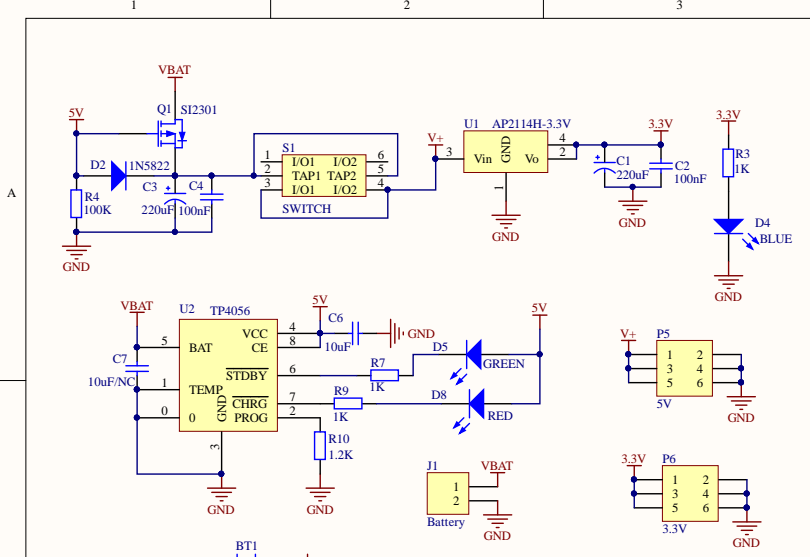 1 2 3
A
VBAT
5V
Q1 SI2301
D2 1N5822
R4
100K
C3
220uF
C4
100nF
GND
S1
1 I/O1 I/O2 6
2 TAP1 TAP2 5
3 I/O1 I/O2 4
SWITCH
V+
U1 AP2114H-3.3V
3 Vin GND Vo 4
2
1
GND
3.3V
C1
220uF
C2
100nF
GND
3.3V
R3
1K
D4
BLUE
GND
VBAT
U2 TP4056
5 BAT VCC 4
CE 8
STDBY 6
1 TEMP
CHRG 7
0 0 PROG 2
GND
3
C7
10uF/NC
GND
5V
C6
10uF
GND
R7
1K
R9
1K
R10
1.2K
GND
D5
GREEN
D8
RED
5V
J1
1
2
Battery
VBAT
GND
V+
P5
1 2
3 4
5 6
5V
GND
3.3V
P6
1 2
3 4
5 6
3.3V
GND
BT1